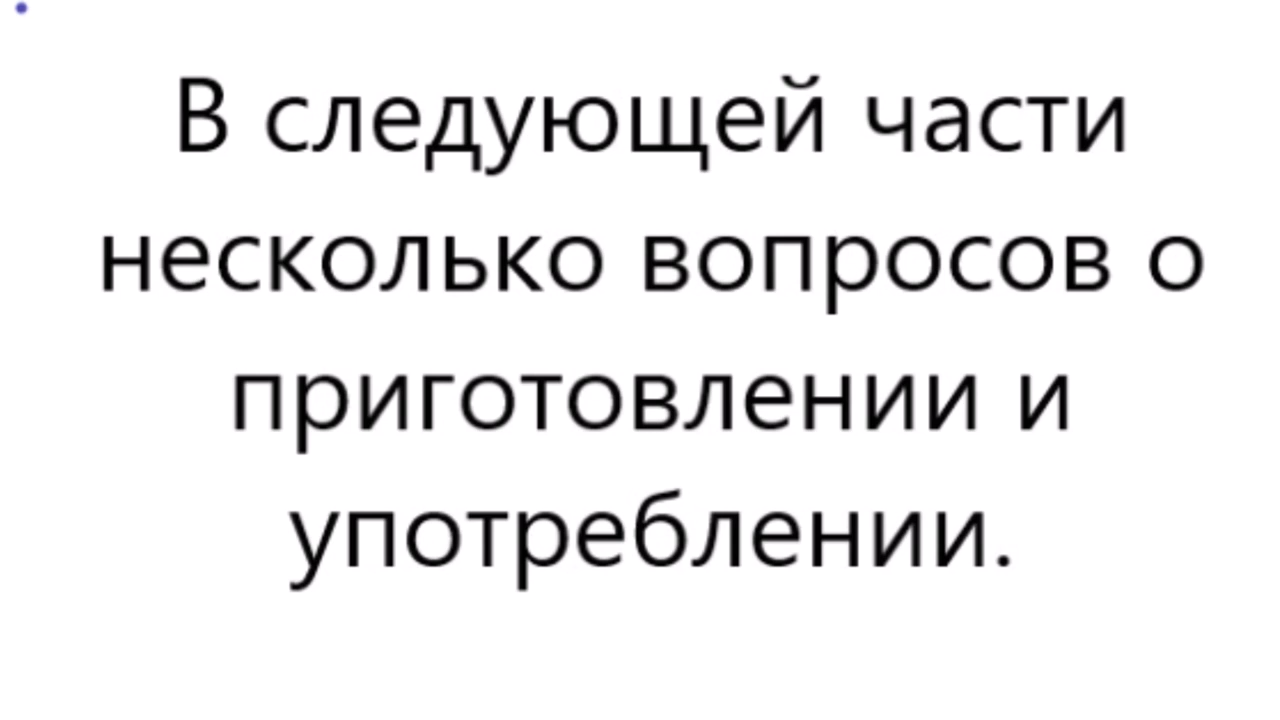 В следующей части
несколько вопросов о
приготовлении и
употреблении.